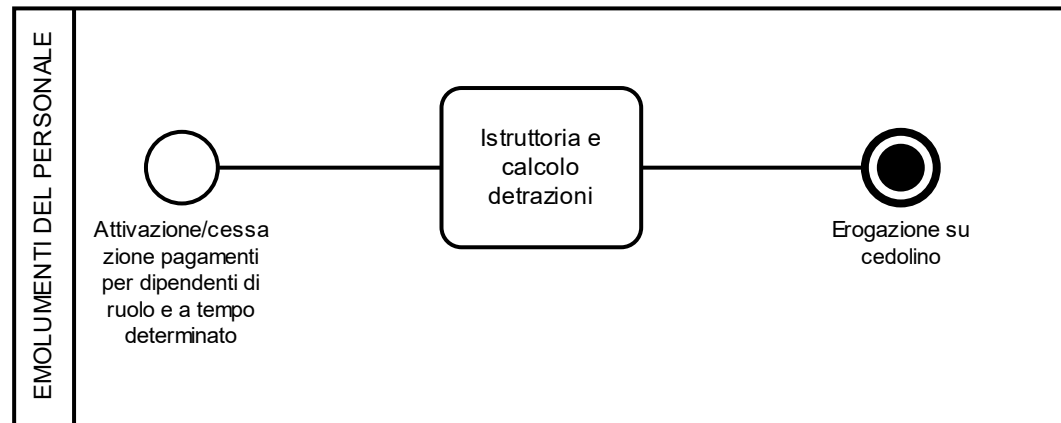 EMOLUMENTI DEL PERSONALE
Attivazione/cessa
zione pagamenti
per dipendenti di
ruolo e a tempo
determinato
Istruttoria e
calcolo
detrazioni
Erogazione su
cedolino